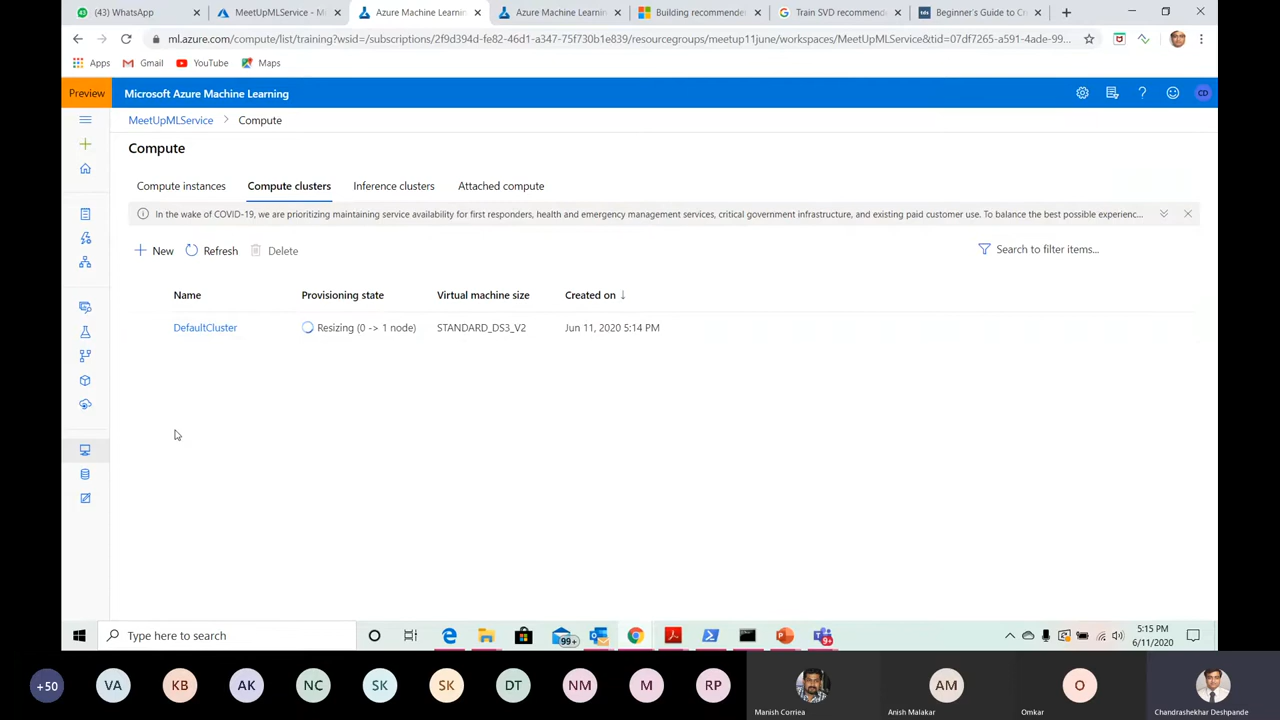 (43) WhatsApp
MeetUpMLService - M
Azure Machine Learnin
Azure Machine Learnin
Building recommende
Train SVD recommend
tds
Beginner's Guide to Cr
ml.azure.com/compute/list/training?wsid=/subscriptions/2f9d394d-fe82-46d1-a347-75f730b1e839/resourcegroups/meetup11june/workspaces/MeetUpMLService&tid=07df7265-a591-4ade-99...
Apps
Gmail
YouTube
Maps
Preview
Microsoft Azure Machine Learning
CD
MeetUpMLService > Compute
Compute
Compute instances
Compute clusters
Inference clusters
Attached compute
In the wake of COVID-19, we are prioritizing maintaining service availability for first responders, health and emergency management services, critical government infrastructure, and existing paid customer use. To balance the best possible experienc...
New
Refresh
Delete
Search to filter items...
Name
Provisioning state
Virtual machine size
Created on ↓
DefaultCluster
Resizing (0 -> 1 node)
STANDARD_DS3_V2
Jun 11, 2020 5:14 PM
Type here to search
99+
9+
5:15 PM
6/11/2020
+50
VA
KB
AK
NC
SK
SK
DT
NM
M
RP
Manish Corriea
AM
Anish Malakar
O
Omkar
Chandrashekhar Deshpande